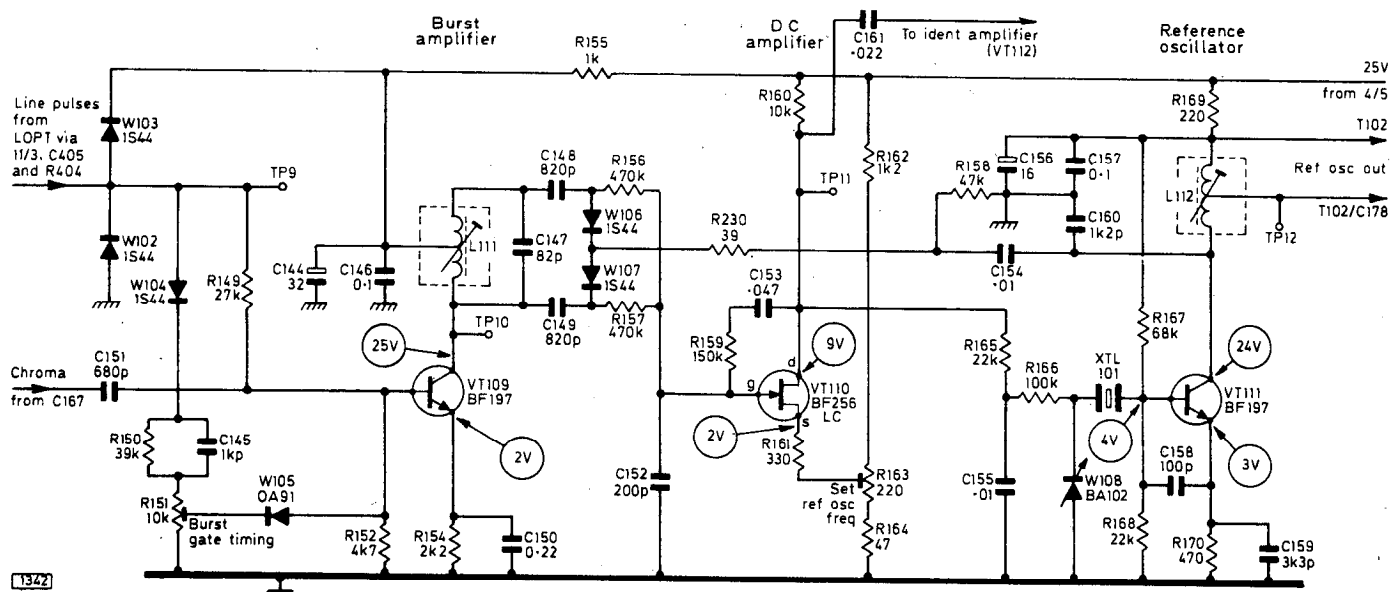 Burst
amplifier
DC
amplifier
C161
·022
To ident amplifier
(VT112)
Reference
oscillator
R155
1k
25V
from 4/5
Line pulses
from
LOPT via
11/3, C405
and R404
W103
1S44
TP9
R160
10k
R169
220
T102
C148
820p
R156
470k
R162
1k2
R158
47k
C156
16
C157
0·1
Ref osc out
TP11
L112
T102/C178
TP12
W102
1S44
W104
1S44
R149
27k
C144
32
C146
0·1
L111
C147
82p
W106
1S44
W107
1S44
R230
39
C160
1k2p
C154
·01
C153
·047
C149
820p
R157
470k
TP10
R159
150k
R165
22k
R167
68k
25V
9V
24V
Chroma
from C167
C151
680p
VT109
BF197
d
g
s
VT110
BF256
LC
R166
100k
XTL
101
VT111
BF197
R150
39k
C145
1kp
2V
2V
R161
330
4V
3V
C158
100p
R151
10k
W105
OA91
Burst
gate timing
C152
200p
Set
ref osc
freq
R163
220
C155
·01
W108
BA102
R168
22k
R152
4k7
R154
2k2
C150
0·22
R164
47
R170
470
C159
3k3p
1342